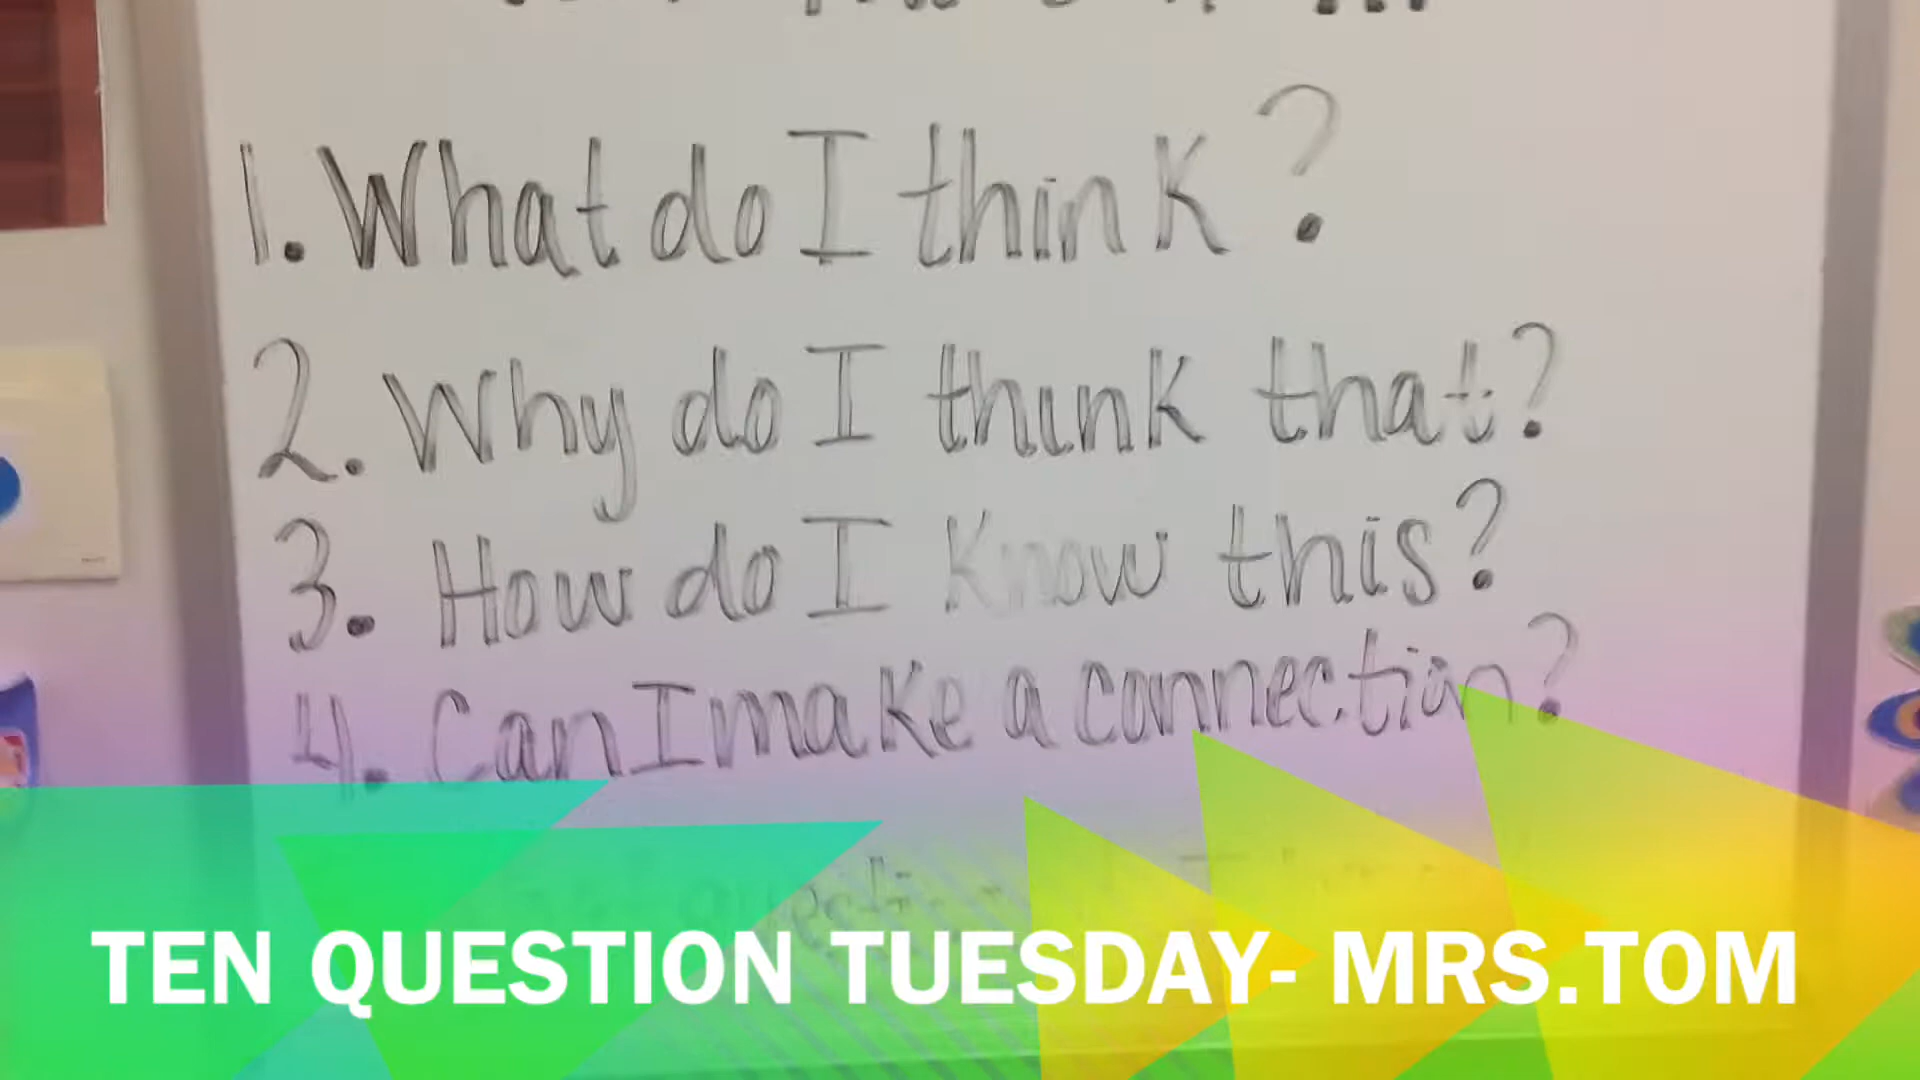 1. What do I think?
2. Why do I think that?
3. How do I know this?
4. Can I make a connection?
TEN QUESTION TUESDAY- MRS.TOM